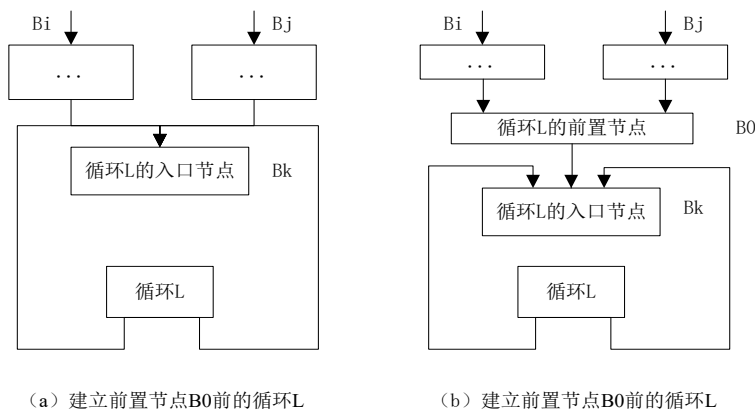 Bi
Bj
...
...
循环L的入口节点
Bk
循环L
(a)建立前置节点B0前的循环L
Bi
Bj
...
...
循环L的前置节点
B0
循环L的入口节点
Bk
循环L
(b)建立前置节点B0前的循环L